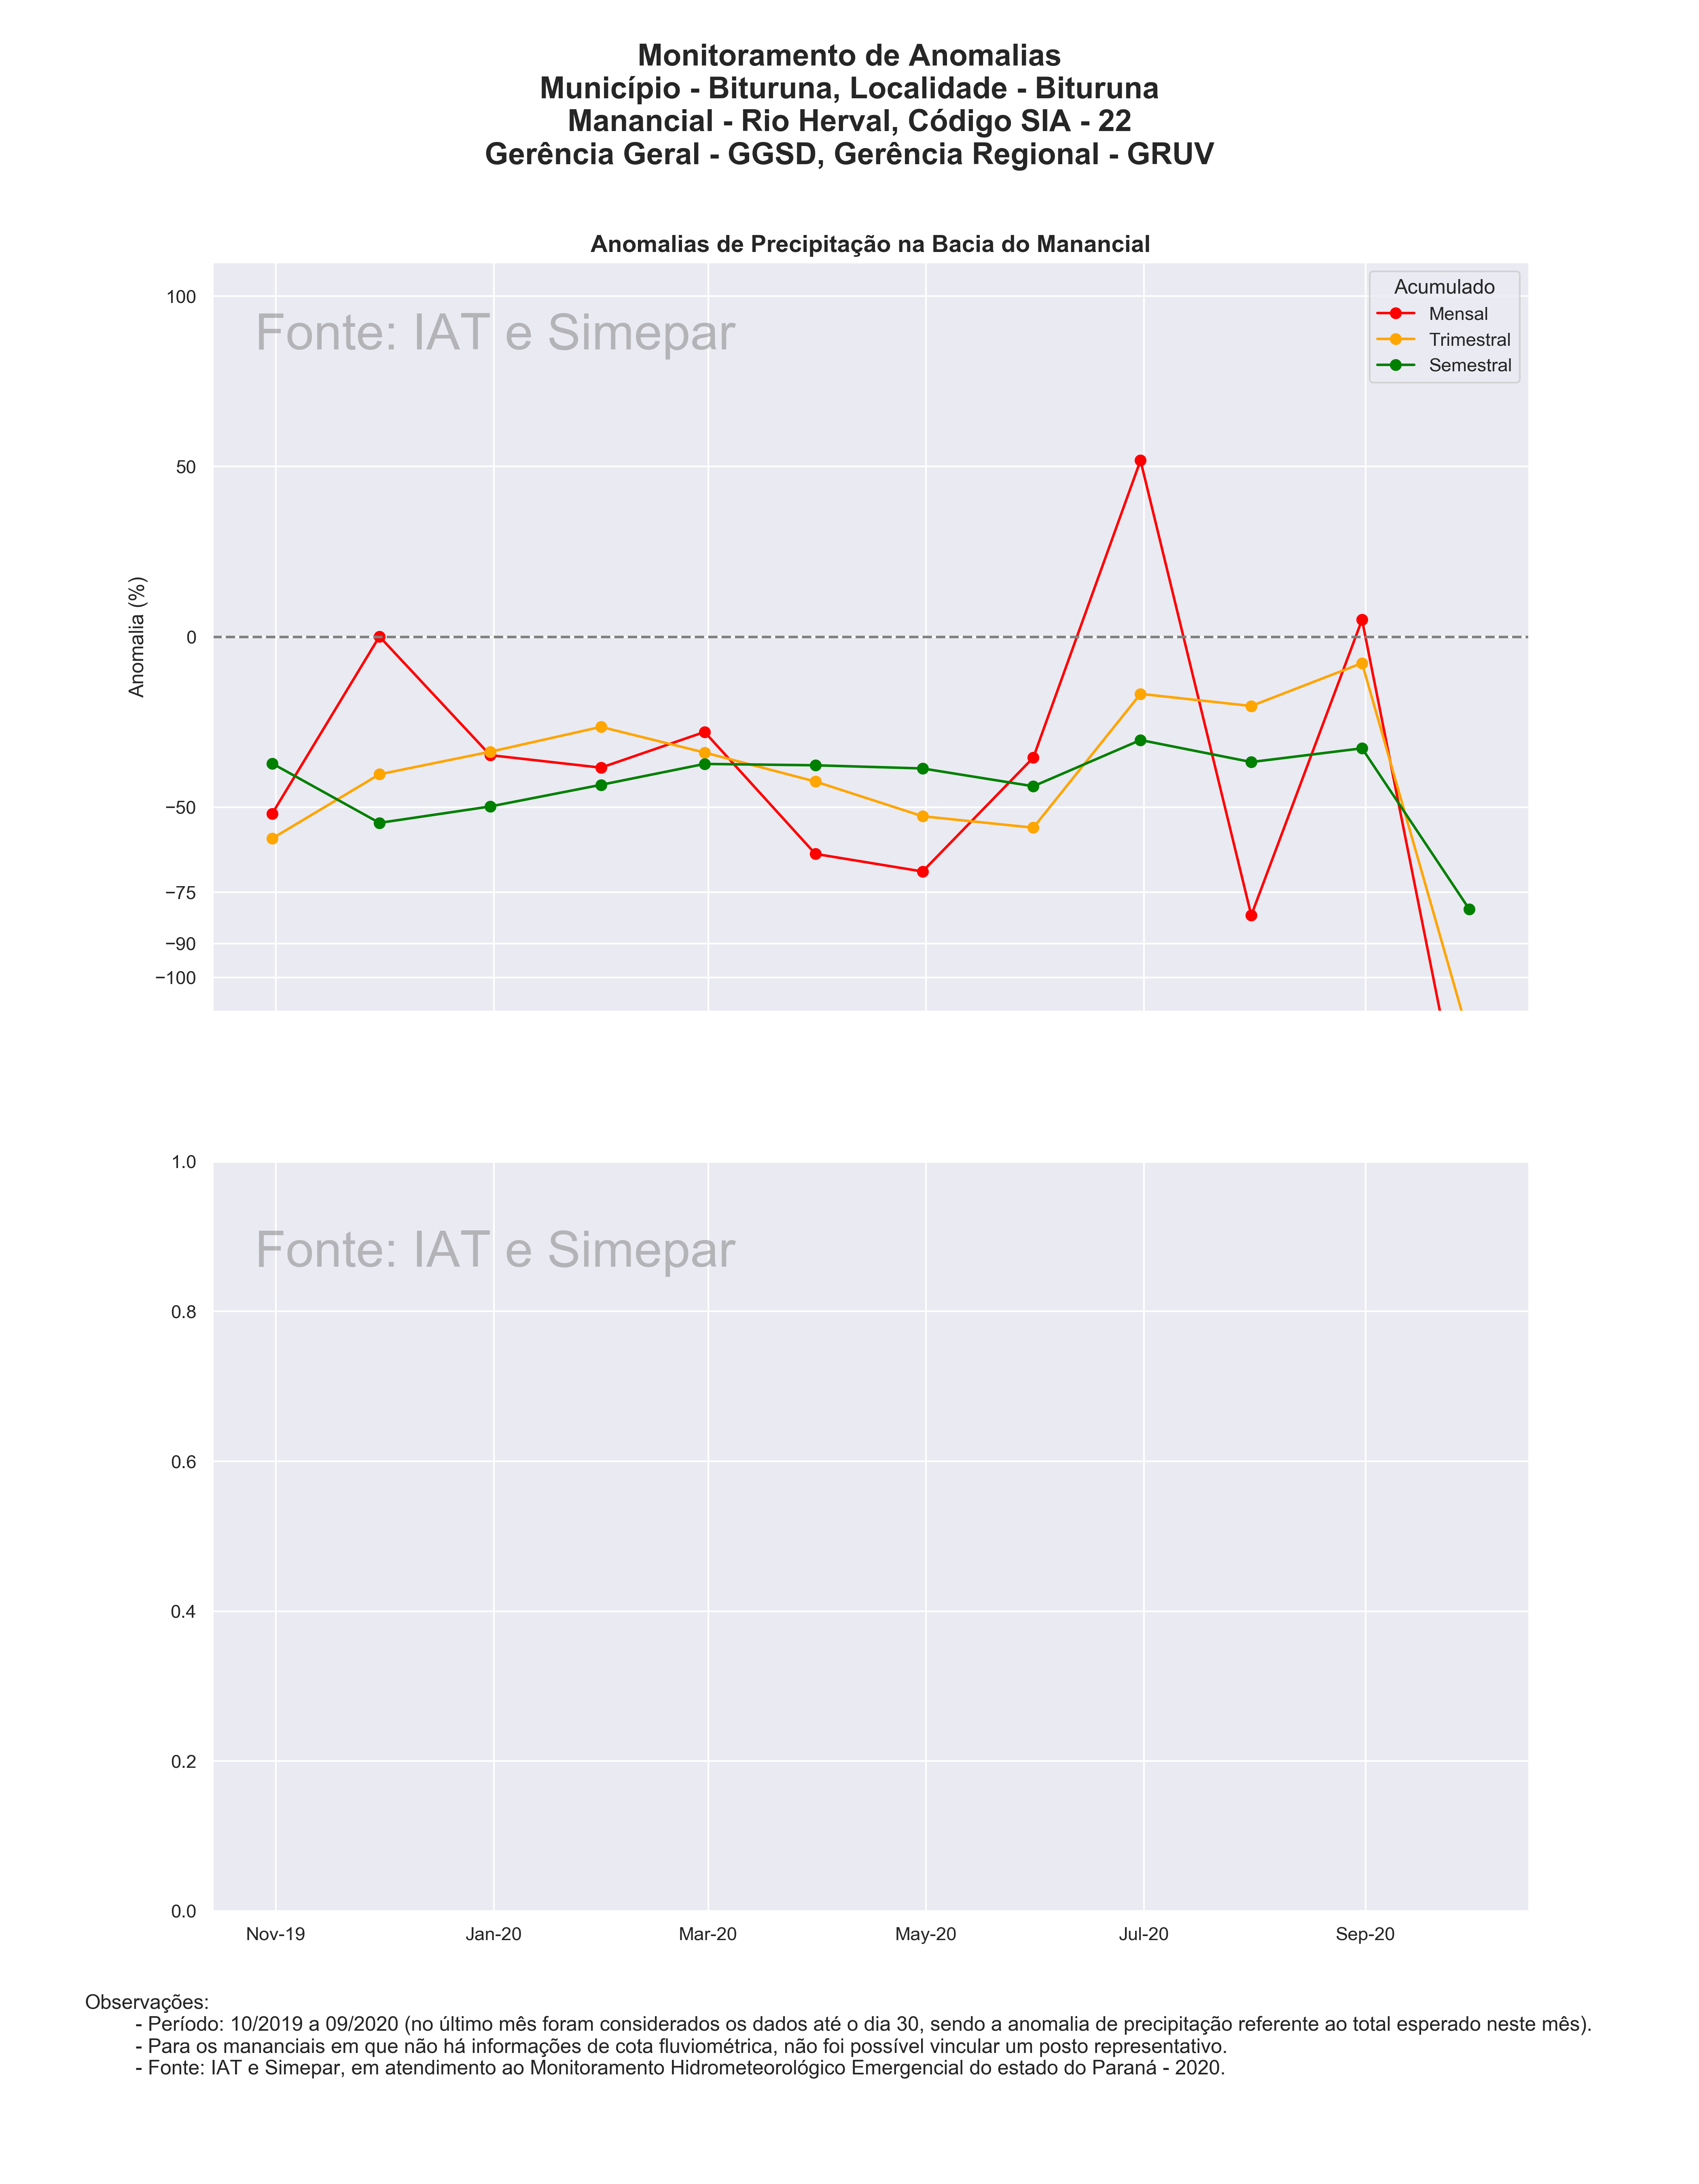 Monitoramento de Anomalias
Município - Bituruna, Localidade - Bituruna
Manancial - Rio Herval, Código SIA - 22
Gerência Geral - GGSD, Gerência Regional - GRUV
Anomalias de Precipitação na Bacia do Manancial
Fonte: IAT e Simepar
Acumulado
Mensal
Trimestral
Semestral
Anomalia (%)
100
50
0
−50
−75
−90
−100
Fonte: IAT e Simepar
1.0
0.8
0.6
0.4
0.2
0.0
Nov-19 Jan-20 Mar-20 May-20 Jul-20 Sep-20
Observações:
- Período: 10/2019 a 09/2020 (no último mês foram considerados os dados até o dia 30, sendo a anomalia de precipitação referente ao total esperado neste mês).
- Para os mananciais em que não há informações de cota fluviométrica, não foi possível vincular um posto representativo.
- Fonte: IAT e Simepar, em atendimento ao Monitoramento Hidrometeorológico Emergencial do estado do Paraná - 2020.